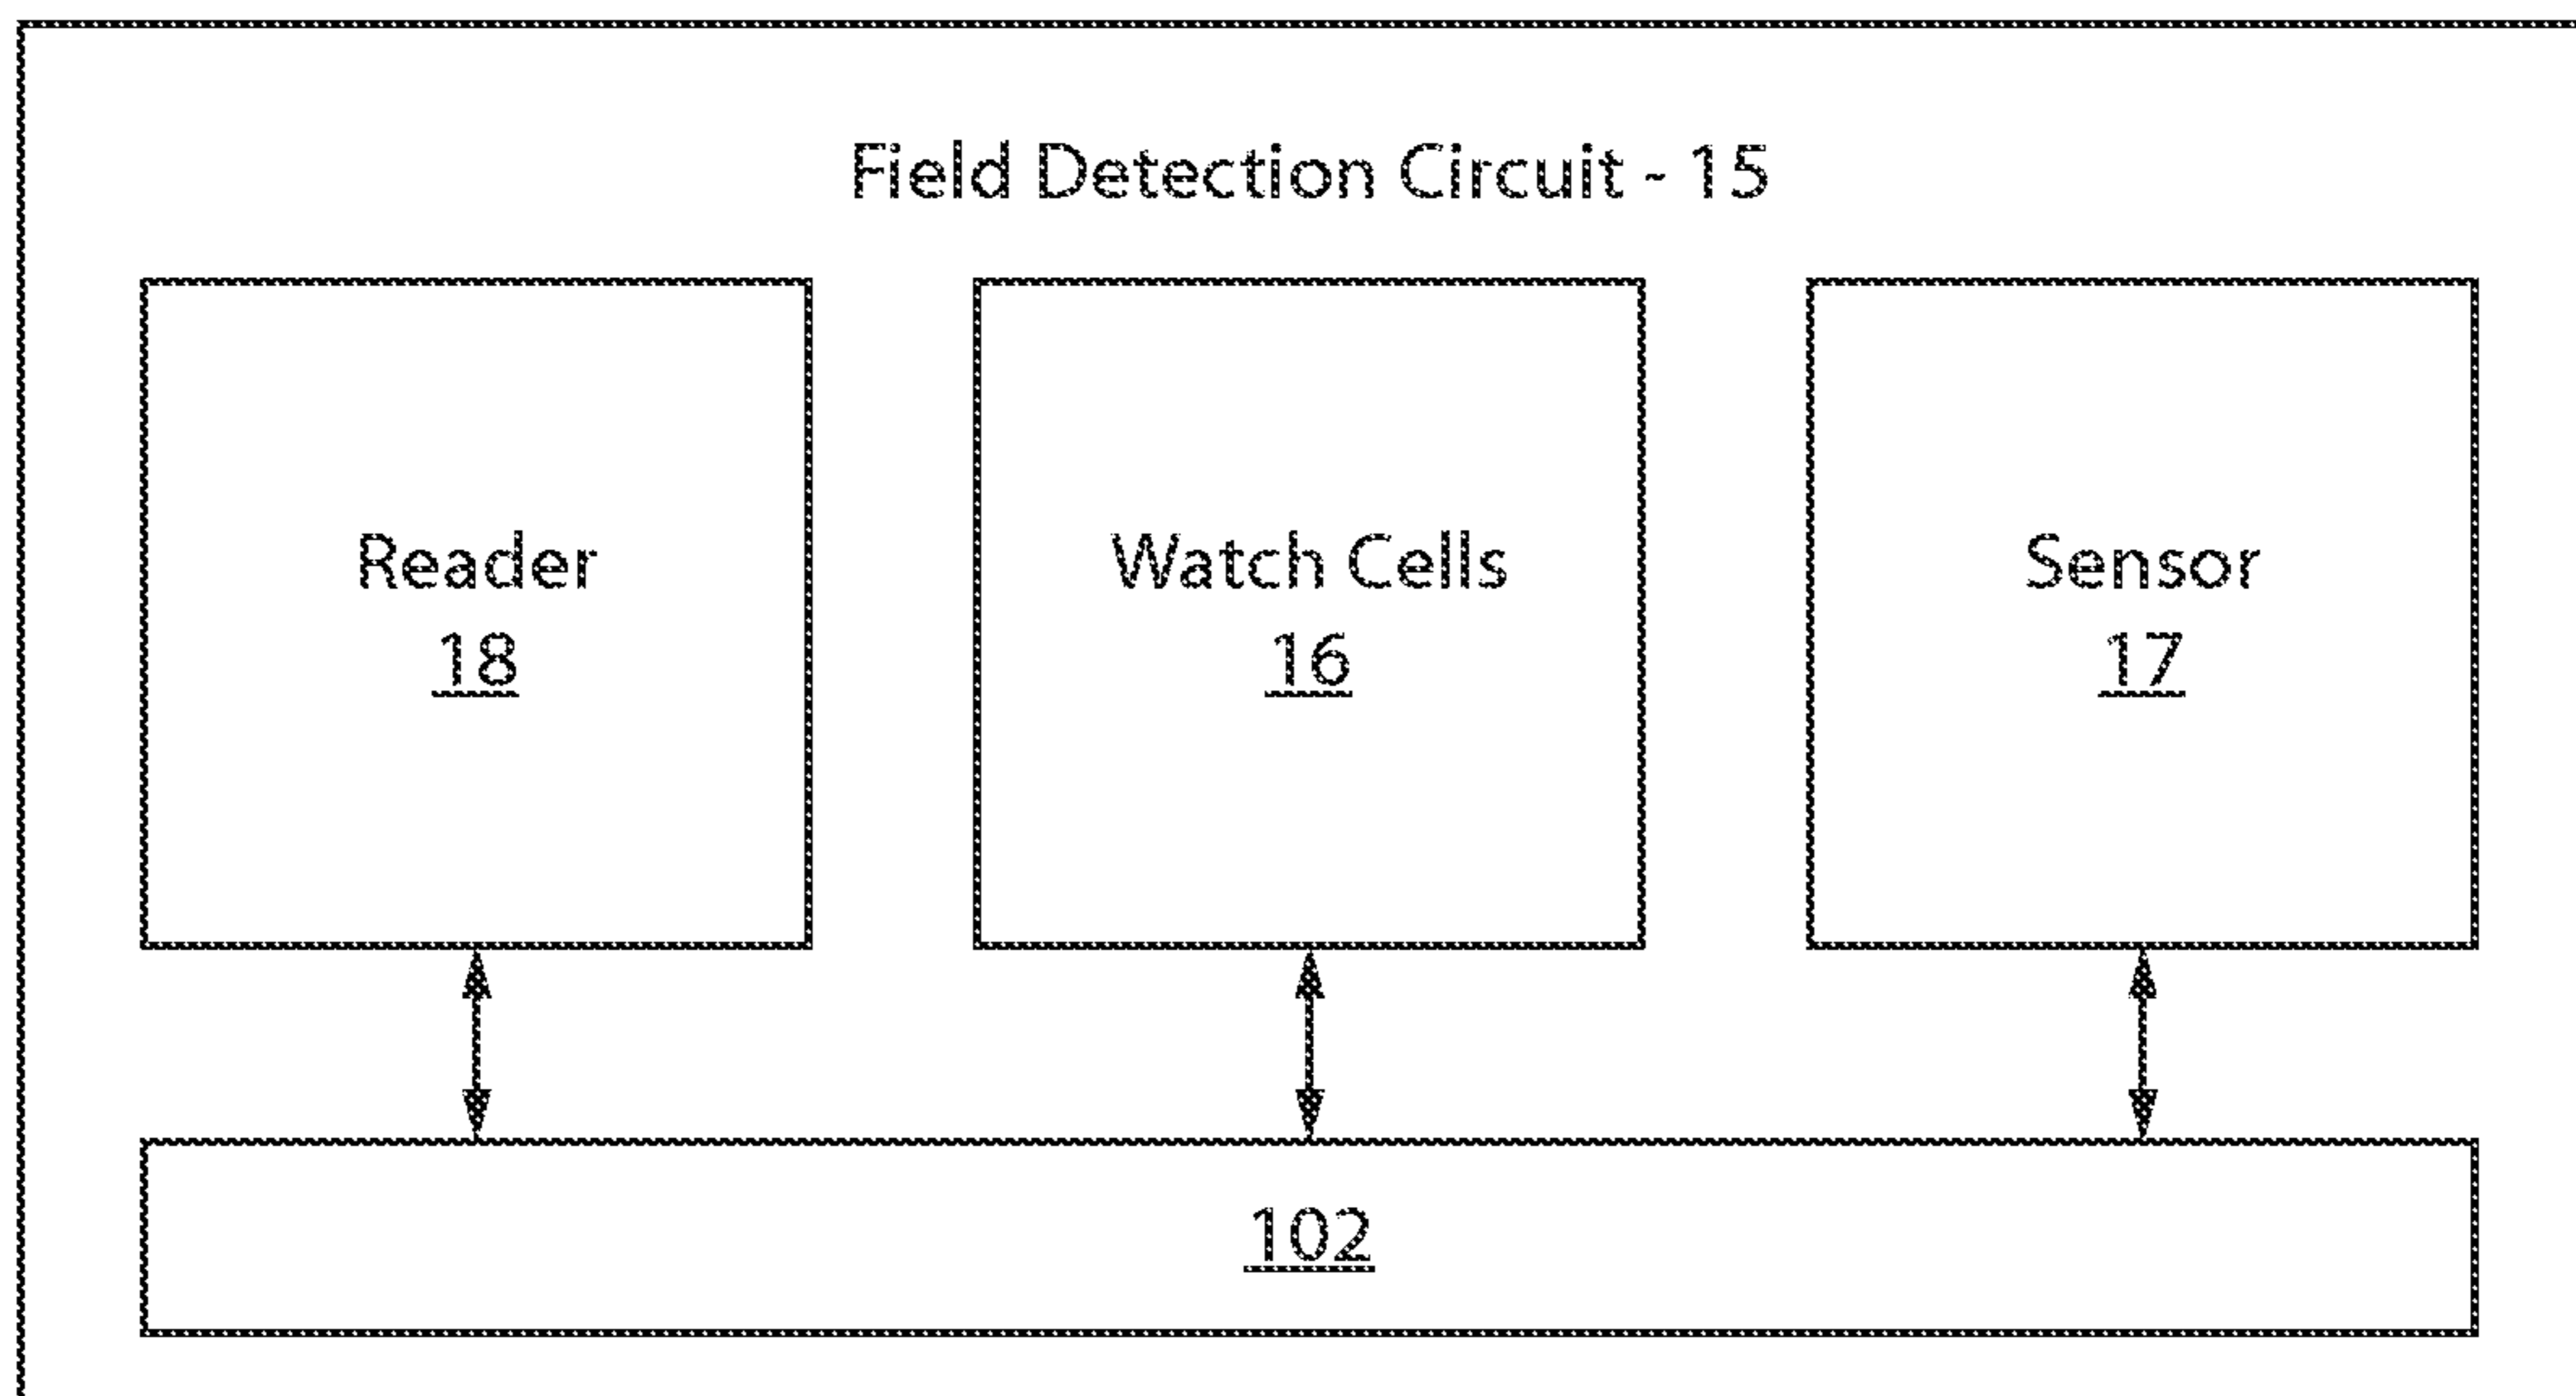 Field Detection Circuit - 15
Reader
18
Watch Cells
16
Sensor
17
102